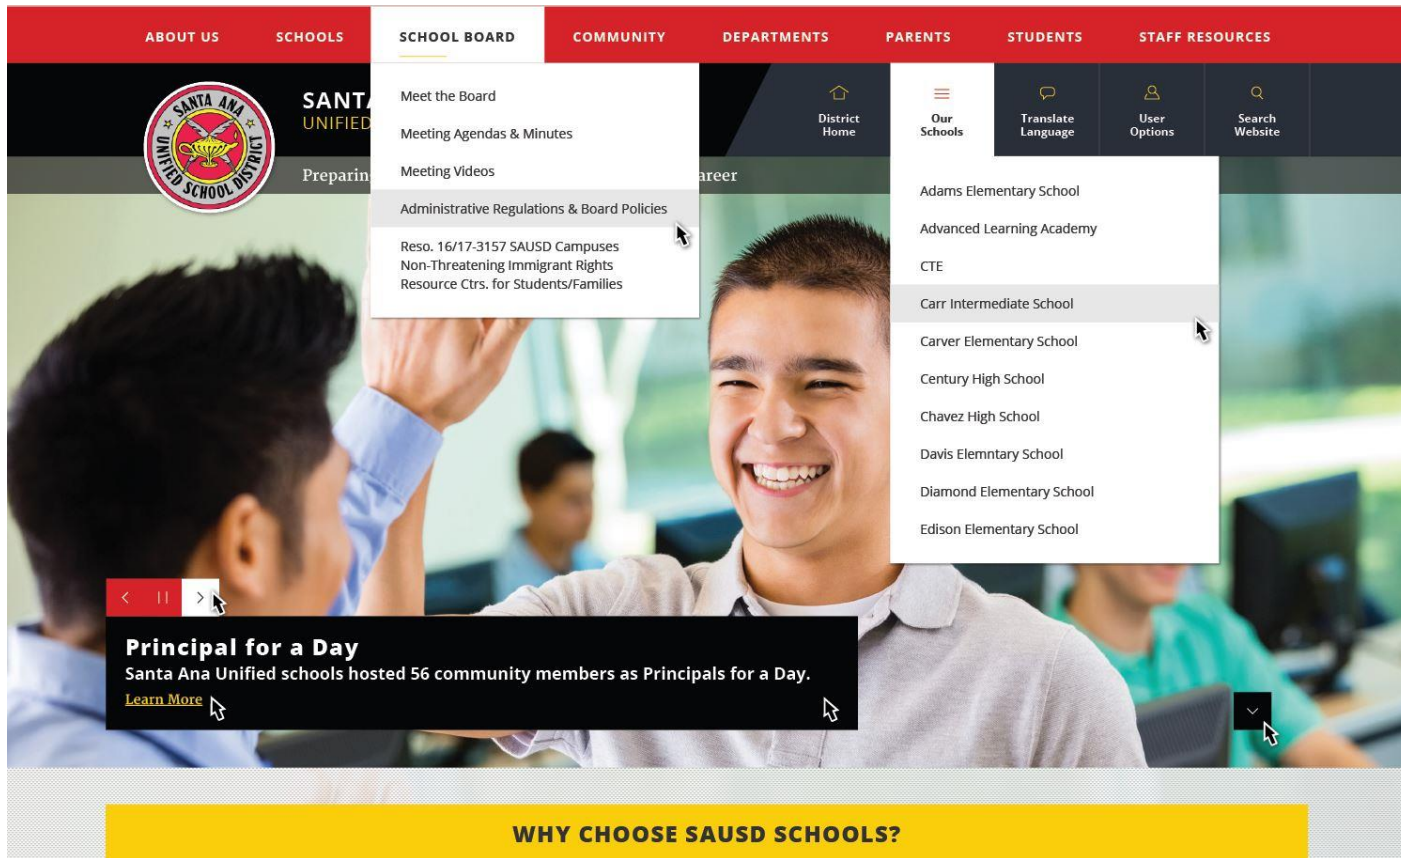 ABOUT US
SCHOOLS
SCHOOL BOARD
COMMUNITY
DEPARTMENTS
PARENTS
STUDENTS
STAFF RESOURCES
SANTA ANA
UNIFIED SCHOOL DISTRICT
SANTA
UNIFIED
Meet the Board
Meeting Agendas & Minutes
Meeting Videos
Administrative Regulations & Board Policies
Reso. 16/17-3157 SAUSD Campuses
Non-Threatening Immigrant Rights
Resource Ctrs. for Students/Families
District
Home
Our
Schools
Translate
Language
User
Options
Search
Website
Preparin
areer
Adams Elementary School
Advanced Learning Academy
CTE
Carr Intermediate School
Carver Elementary School
Century High School
Chavez High School
Davis Elemntary School
Diamond Elementary School
Edison Elementary School
Principal for a Day
Santa Ana Unified schools hosted 56 community members as Principals for a Day.
Learn More
WHY CHOOSE SAUSD SCHOOLS?